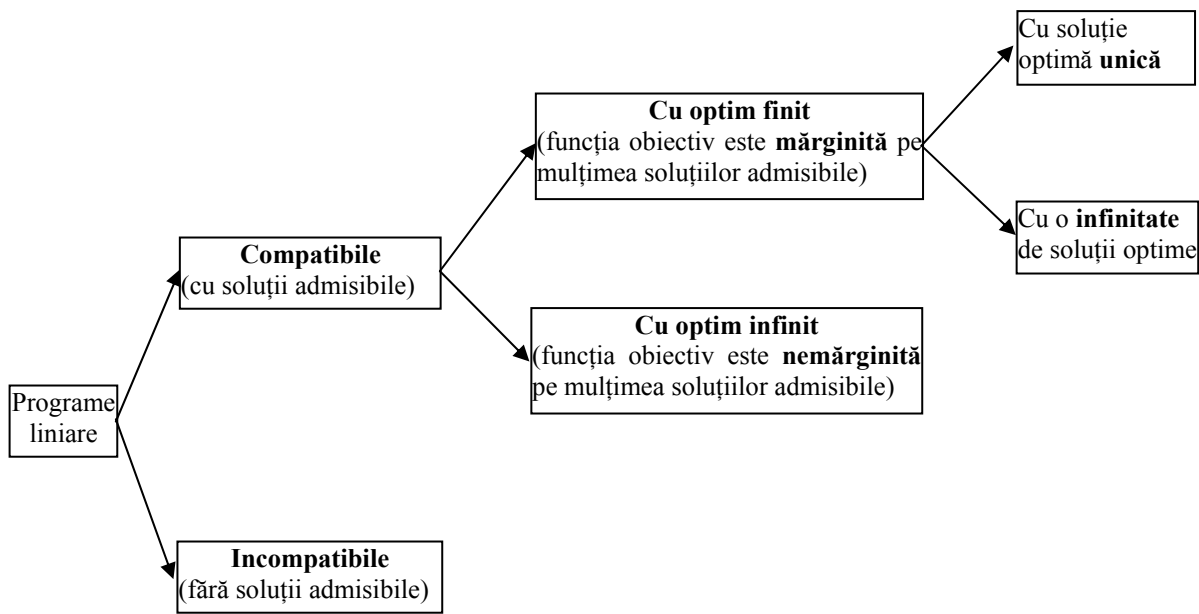 Programe
liniare
Compatibile
(cu soluții admisibile)
Incompatibile
(fără soluții admisibile)
Cu optim finit
(funcția obiectiv este mărginită pe
mulțimea soluțiilor admisibile)
Cu optim infinit
(funcția obiectiv este nemărginită
pe mulțimea soluțiilor admisibile)
Cu soluție
optimă unică
Cu o infinitate
de soluții optime